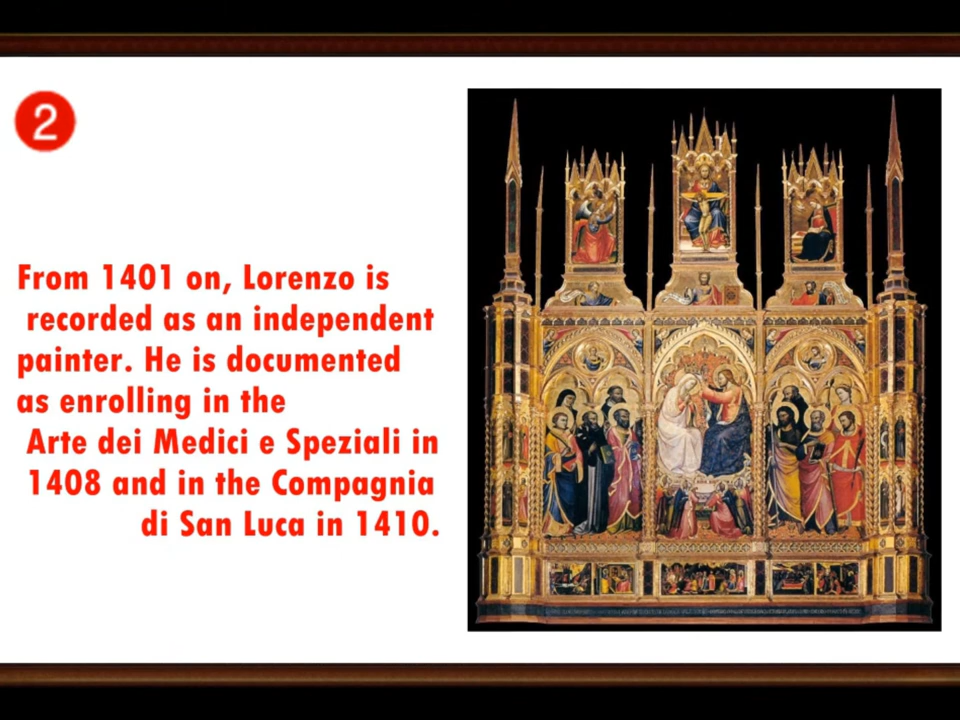 2
From 1401 on, Lorenzo is
recorded as an independent
painter. He is documented
as enrolling in the
Arte dei Medici e Speziali in
1408 and in the Compagnia
di San Luca in 1410.